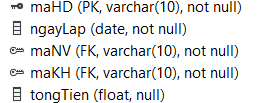 maHD (PK, varchar(10), not null)
ngayLap (date, not null)
maNV (FK, varchar(10), not null)
maKH (FK, varchar(10), not null)
tongTien (float, null)